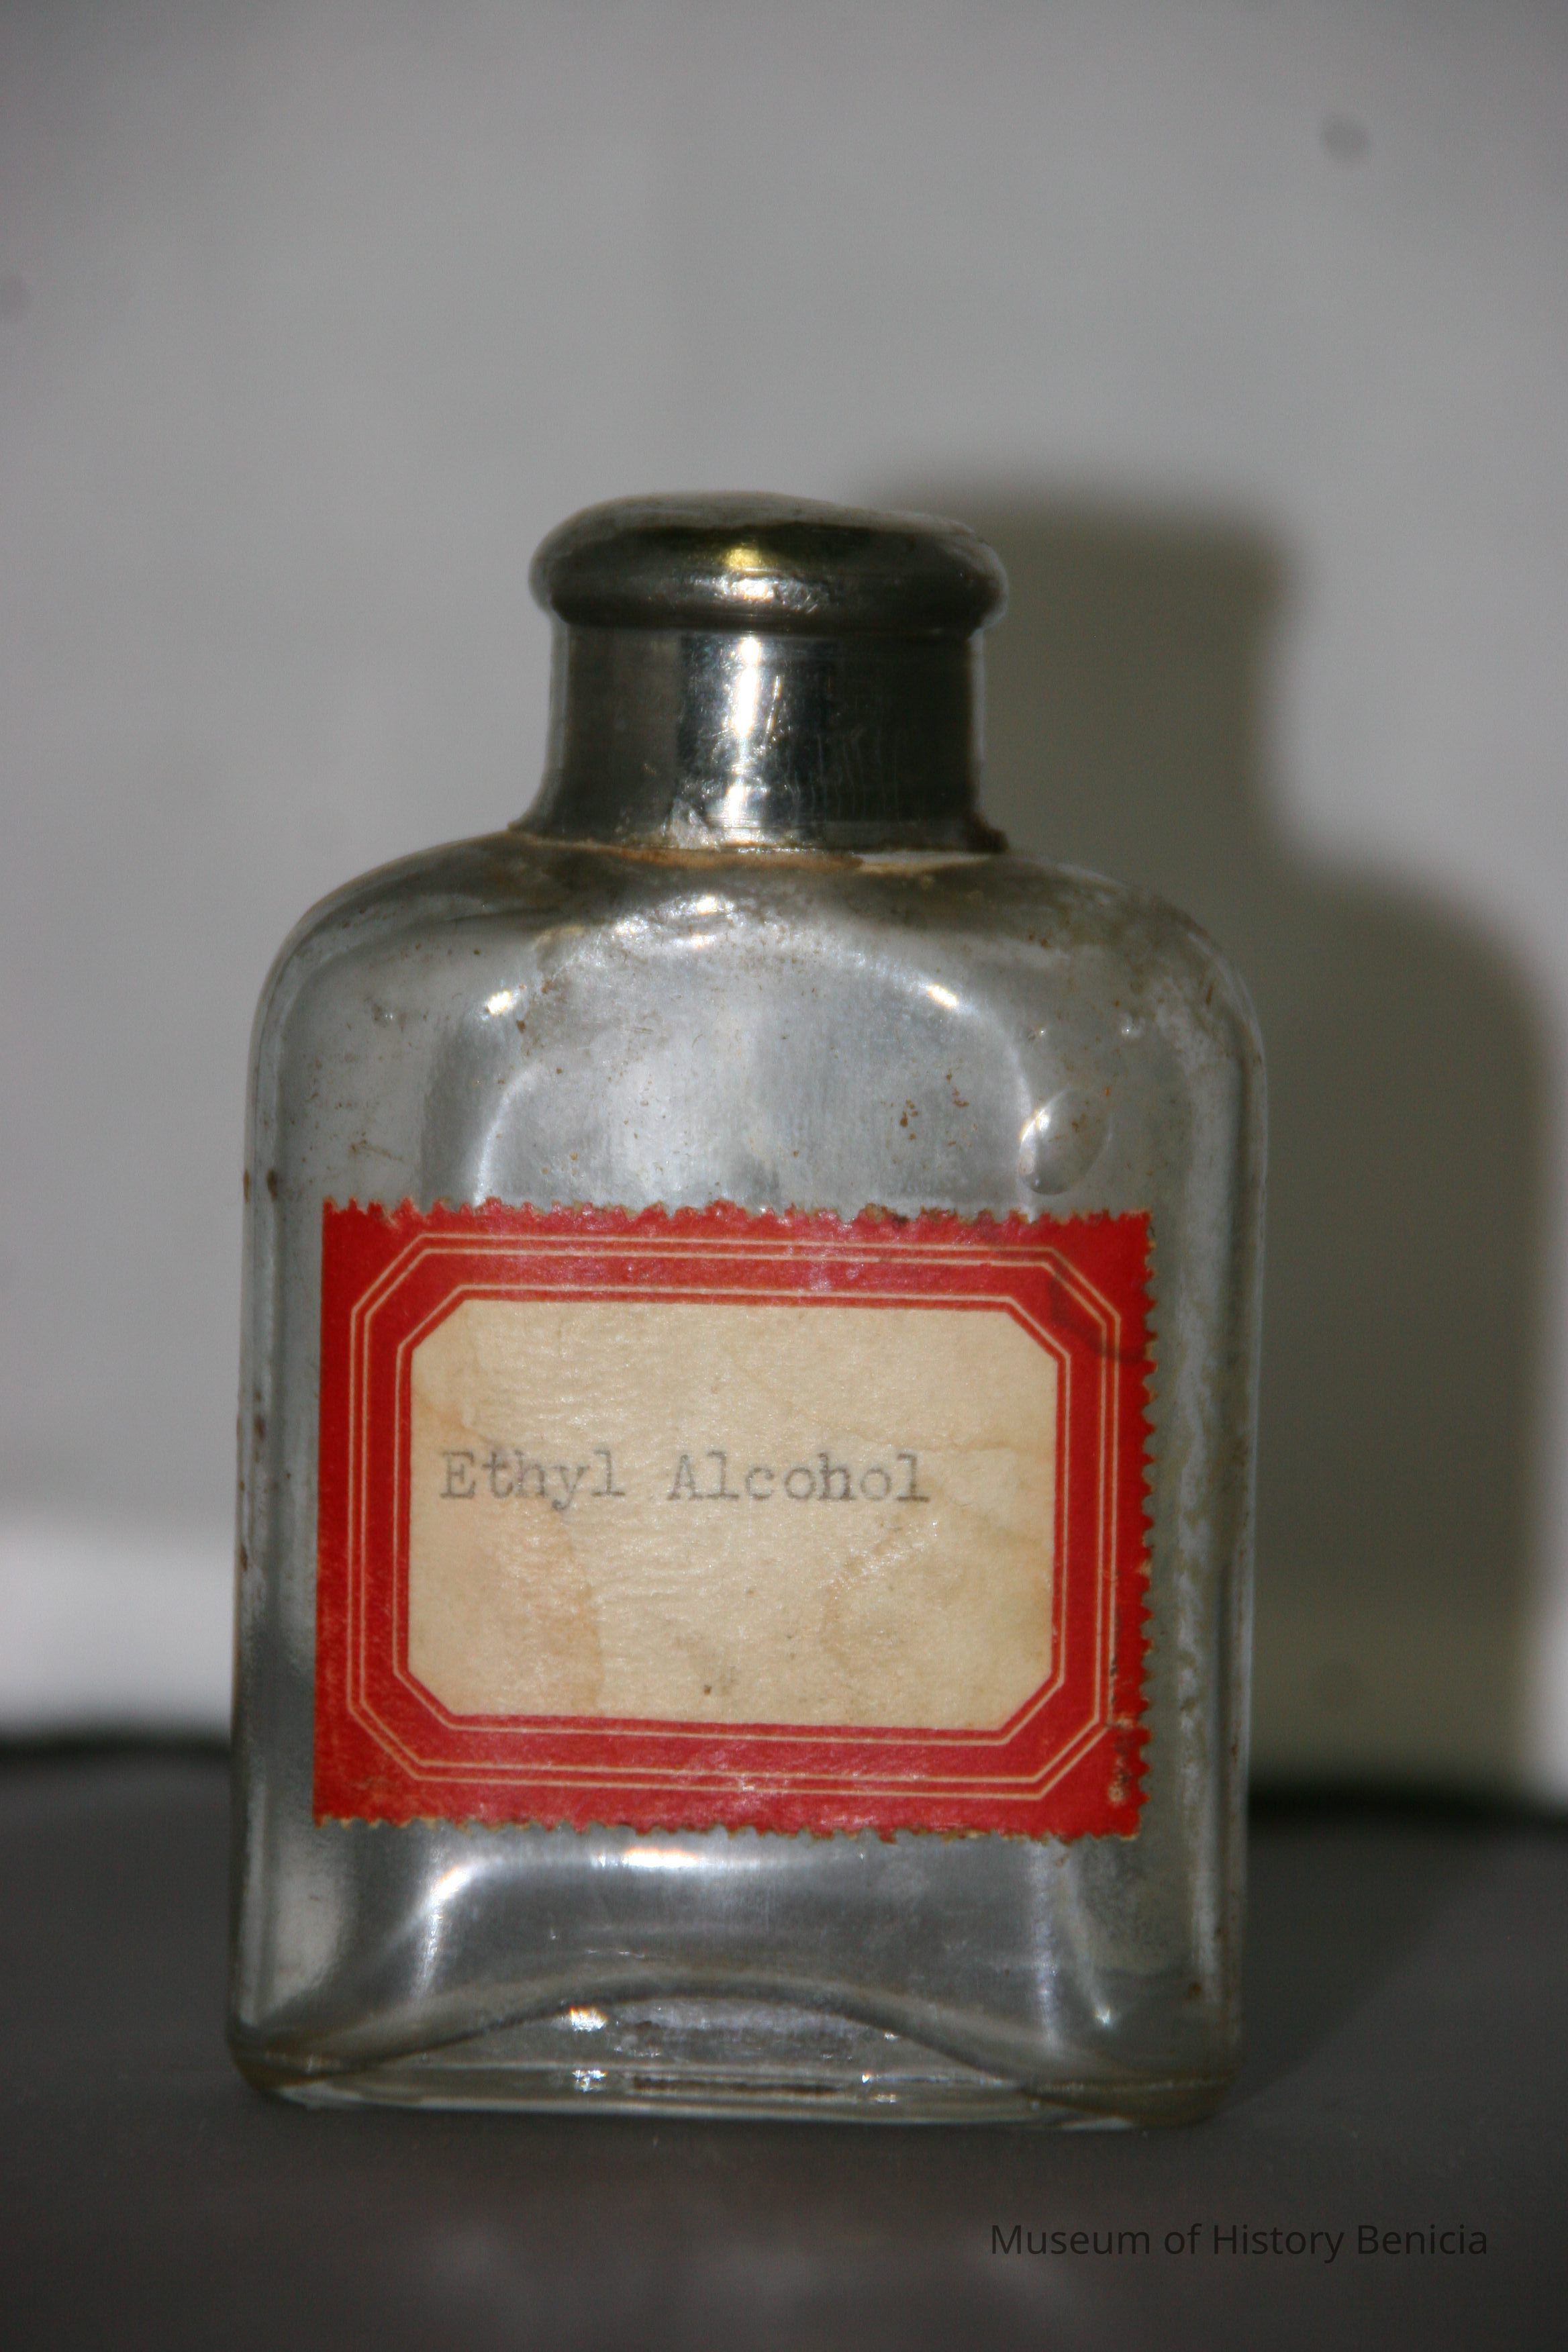 Ethyl Alcohol
Museum of History Benicia